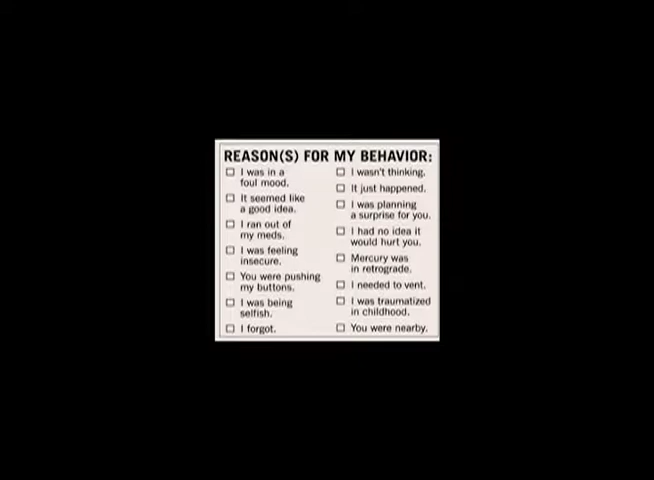 REASON(S) FOR MY BEHAVIOR:
I was in a
foul mood.
It seemed like
a good idea.
I ran out of
my meds.
I was feeling
insecure.
You were pushing
my buttons.
I was being
selfish.
I forgot.
I wasn't thinking.
It just happened.
I was planning
a surprise for you.
I had no idea it
would hurt you.
Mercury was
in retrograde.
I needed to vent.
I was traumatized
in childhood.
You were nearby.